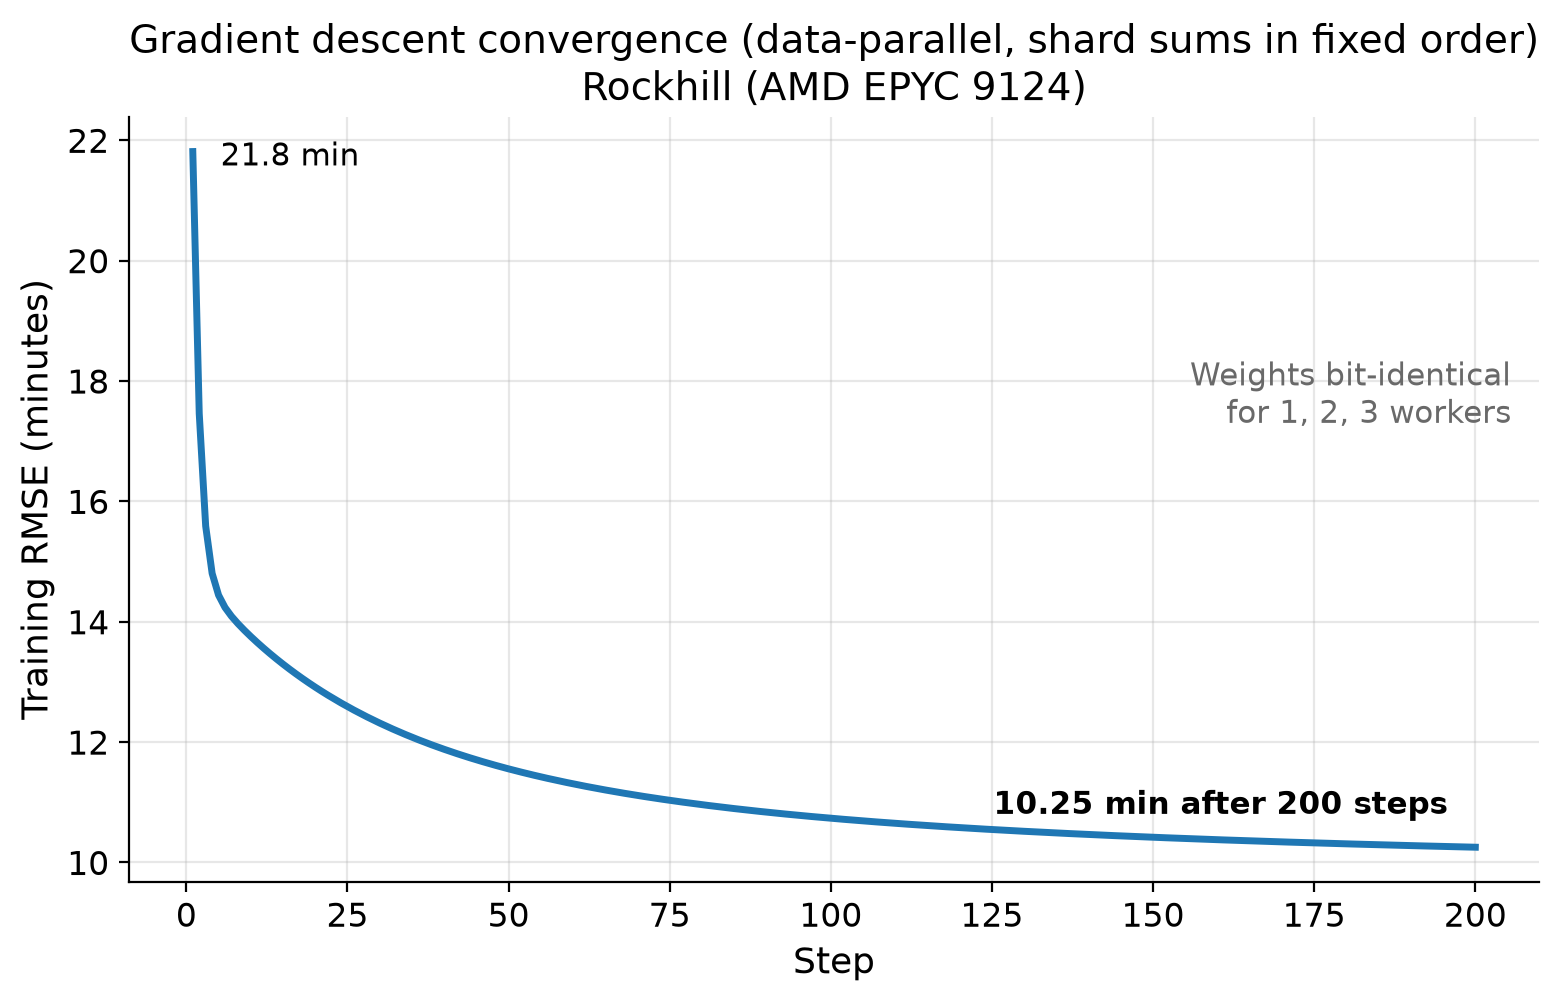 Gradient descent convergence (data-parallel, shard sums in fixed order)
Rockhill (AMD EPYC 9124)
Training RMSE (minutes)
22
20
18
16
14
12
10
21.8 min
Weights bit-identical
for 1, 2, 3 workers
10.25 min after 200 steps
0 25 50 75 100 125 150 175 200
Step